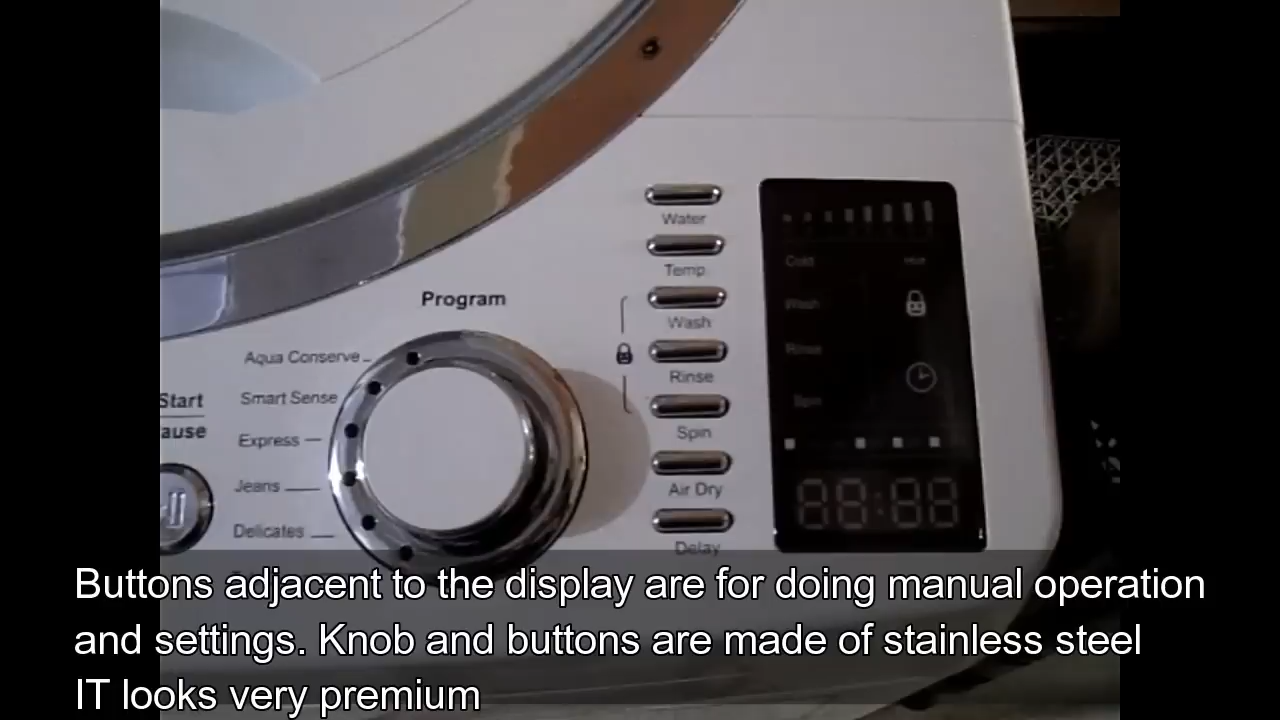 Water
Temp
Wash
Rinse
Spin
Air Dry
Delay
Program
Aqua Conserve
Smart Sense
Express
Jeans
Delicates
Start
ause
Cold
Hot
Wash
Rinse
Spin
88:88
Buttons adjacent to the display are for doing manual operation
and settings. Knob and buttons are made of stainless steel
IT looks very premium